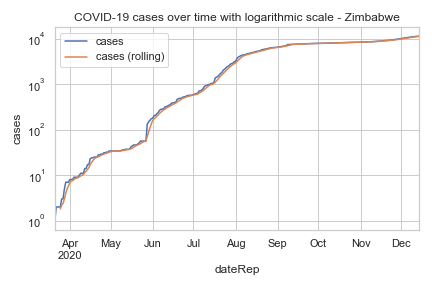 COVID-19 cases over time with logarithmic scale - Zimbabwe
cases
cases (rolling)
10⁴
10³
10²
10¹
10⁰
cases
Apr
2020
May
Jun
Jul
Aug
Sep
Oct
Nov
Dec
dateRep